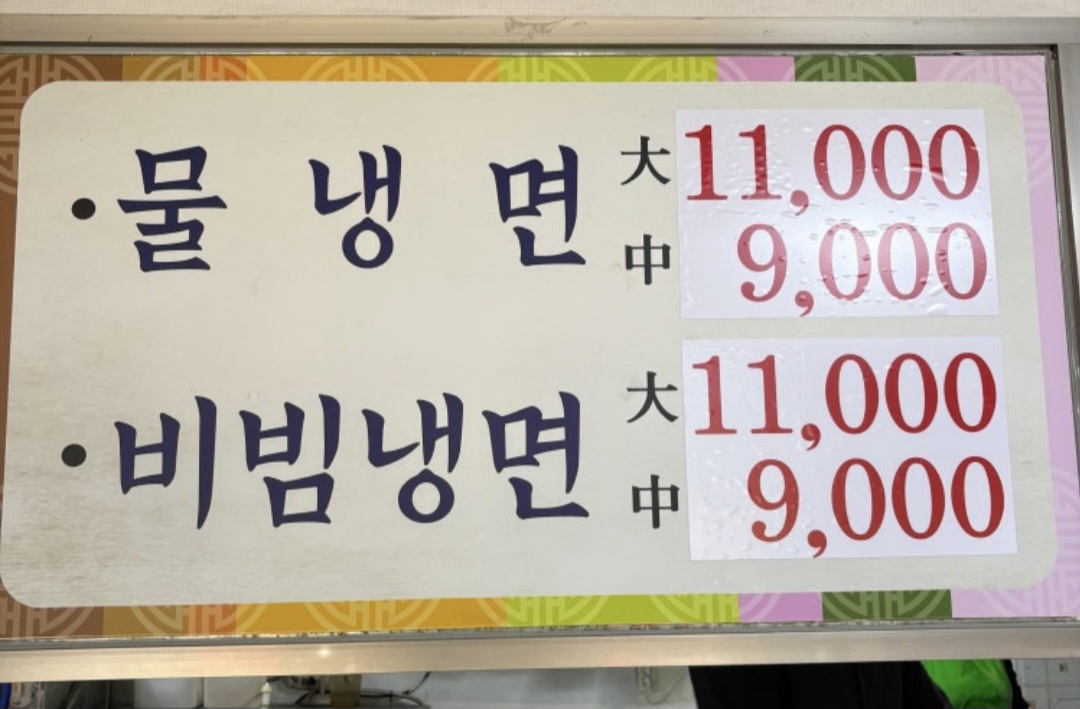 • 물 냉 면 大 11,000
中 9,000
• 비빔냉면 大 11,000
中 9,000